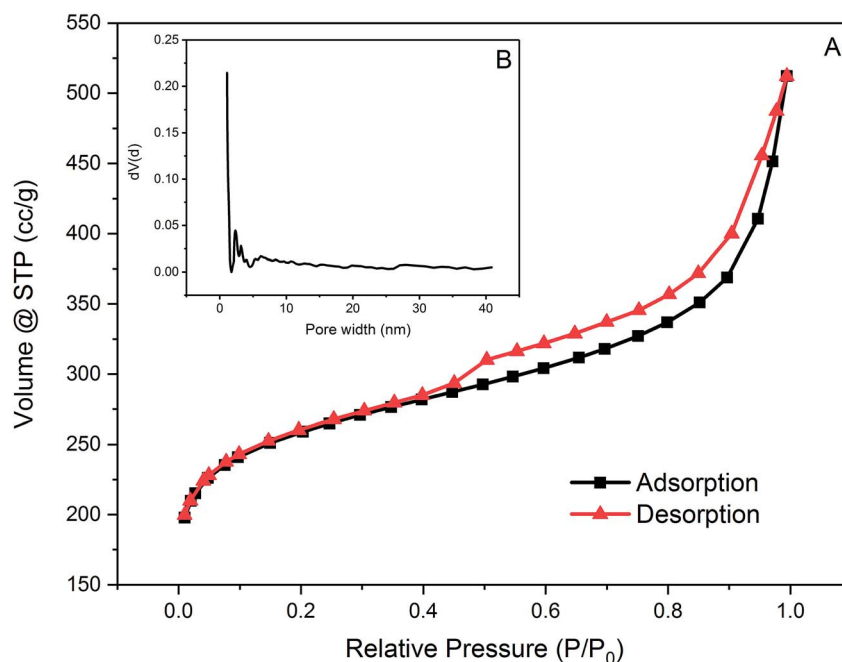 550
500
450
400
350
300
250
200
150
Volume @ STP (cc/g)
0.0 0.2 0.4 0.6 0.8 1.0
Relative Pressure (P/P₀)
A
Adsorption
Desorption
B
0.25
0.20
0.15
0.10
0.05
0.00
dV(d)
0 10 20 30 40
Pore width (nm)